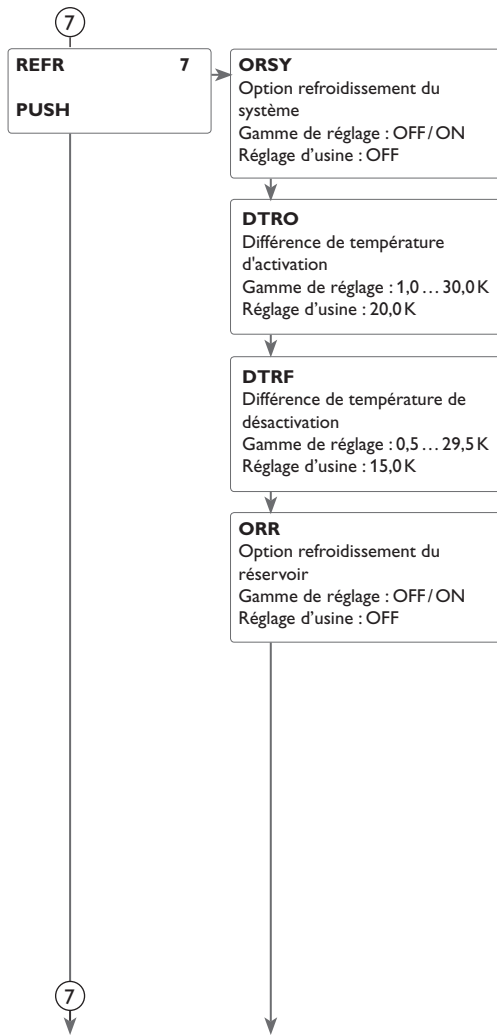 7
REFR 7
PUSH
ORSY
Option refroidissement du
système
Gamme de réglage : OFF / ON
Réglage d’usine : OFF
DTRO
Différence de température
d'activation
Gamme de réglage : 1,0 … 30,0 K
Réglage d’usine : 20,0 K
DTRF
Différence de température de
désactivation
Gamme de réglage : 0,5 … 29,5 K
Réglage d’usine : 15,0 K
ORR
Option refroidissement du
réservoir
Gamme de réglage : OFF / ON
Réglage d’usine : OFF
7